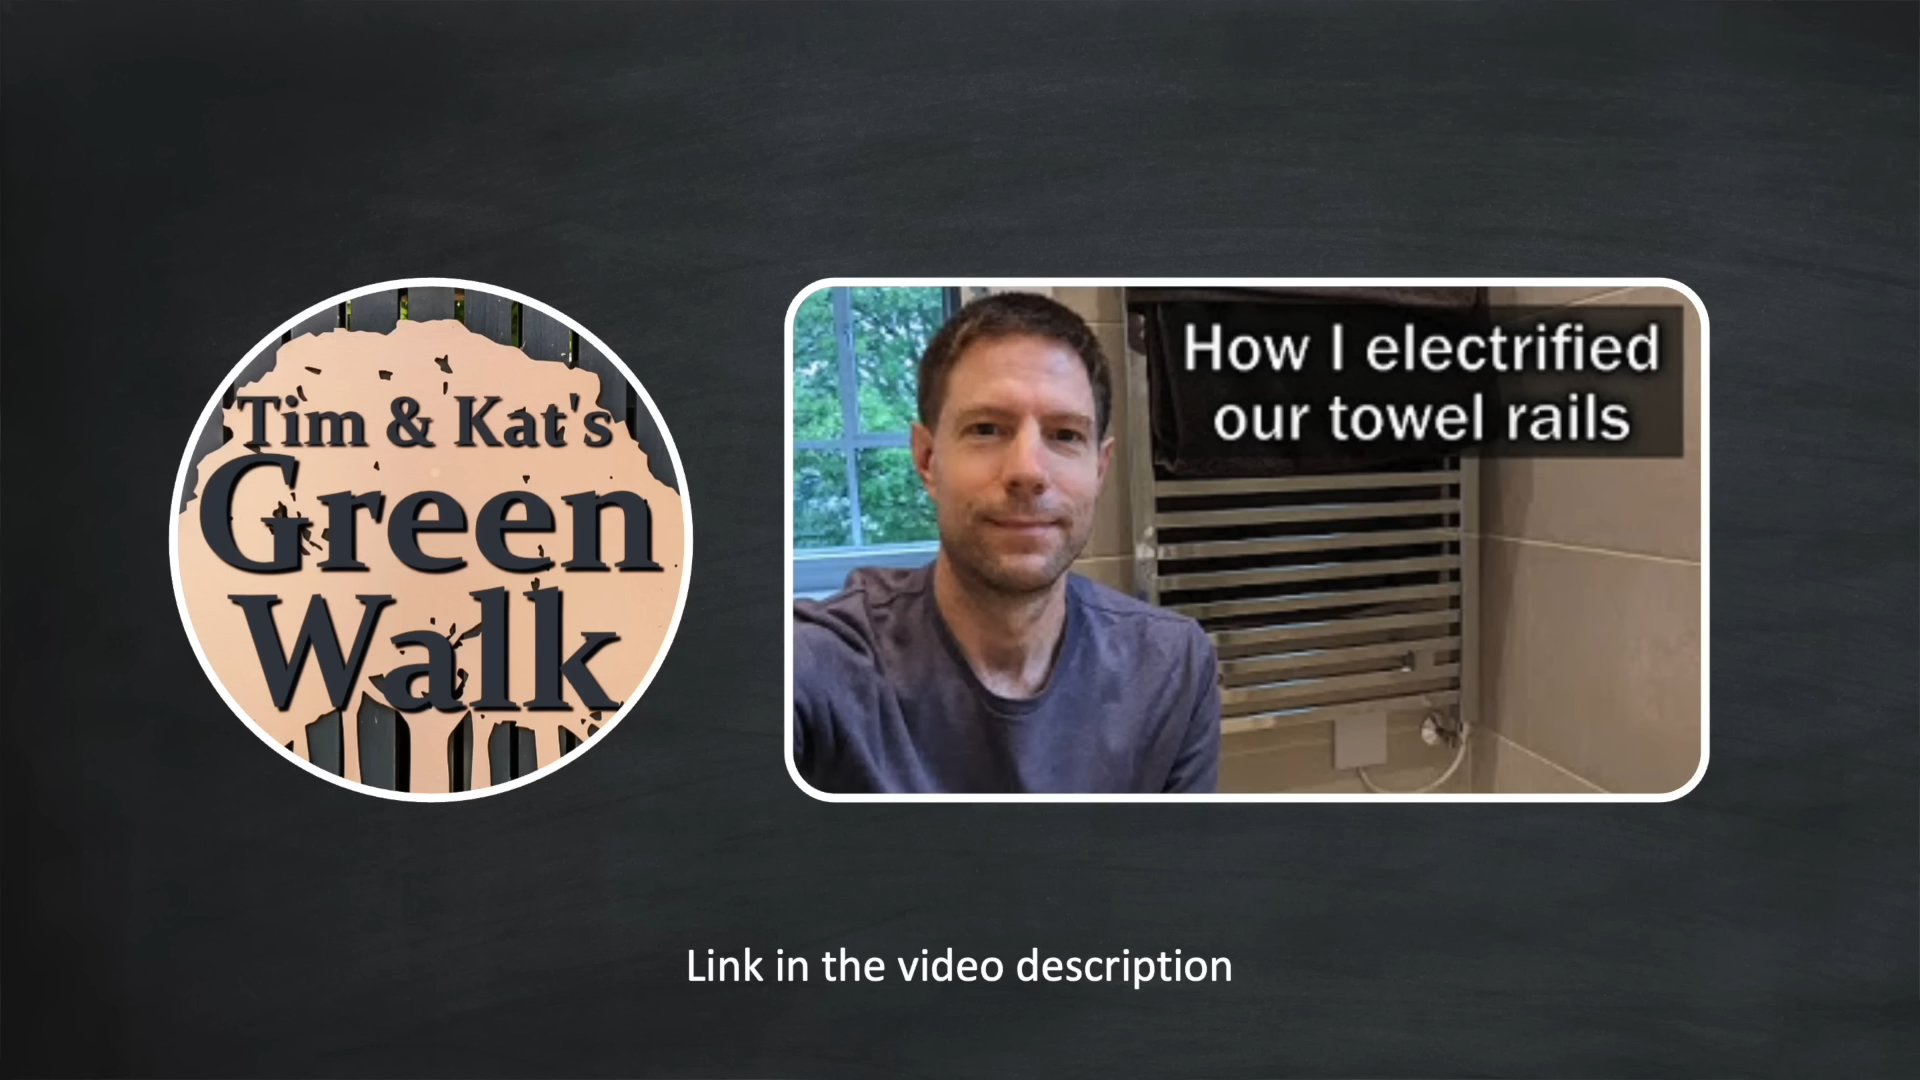 Tim & Kat's
Green
Walk
How I electrified
our towel rails
Link in the video description